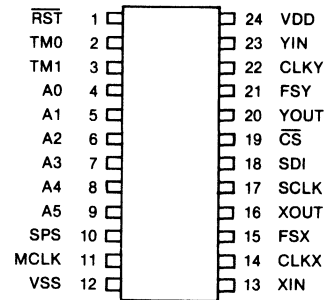 RST 1 24 VDD
TM0 2 23 YIN
TM1 3 22 CLKY
A0 4 21 FSY
A1 5 20 YOUT
A2 6 19 CS
A3 7 18 SDI
A4 8 17 SCLK
A5 9 16 XOUT
SPS 10 15 FSX
MCLK 11 14 CLKX
VSS 12 13 XIN